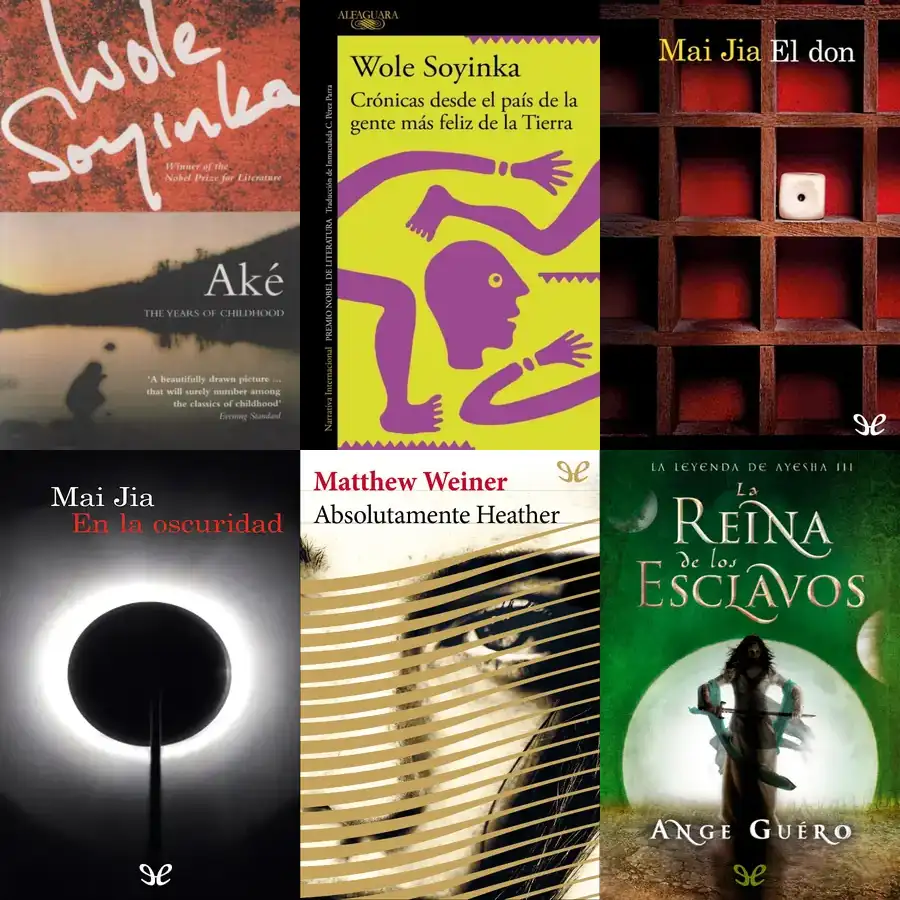 Wole
Soyinka
Winner of the
Nobel Prize for Literature
Aké
THE YEARS OF CHILDHOOD
'A beautifully drawn picture ...
that will surely number among
the classics of childhood'
Evening Standard
ALFAGUARA
Wole Soyinka
Crónicas desde el país de la
gente más feliz de la Tierra
Narrativa Internacional PREMIO NOBEL DE LITERATURA Traducción de Inmaculada C. Pérez Parra
Mai Jia El don
Mai Jia
En la oscuridad
Matthew Weiner
Absolutamente Heather
LA LEYENDA DE AYESHA III
La
REINA
de los
ESCLAVOS
ANGE GUÉRO